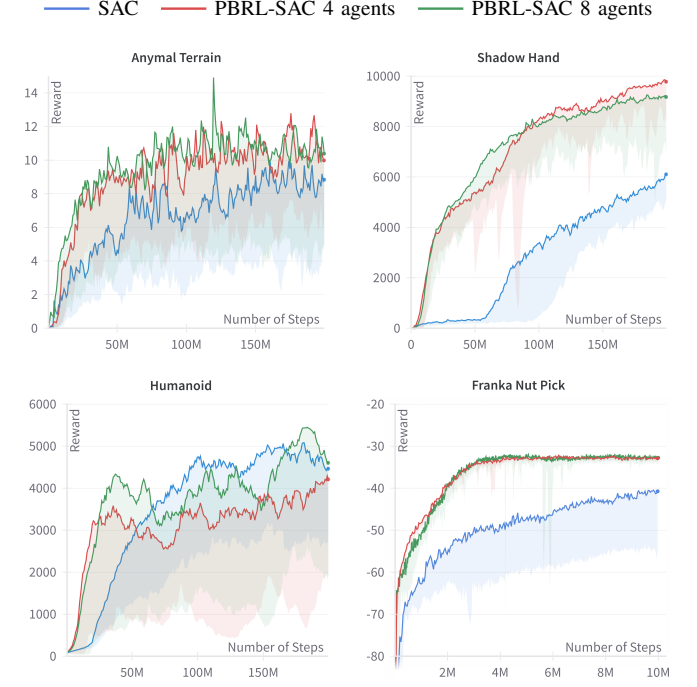 SAC PBRL-SAC 4 agents PBRL-SAC 8 agents
Anymal Terrain
Reward
14
12
10
8
6
4
2
0
Number of Steps
50M 100M 150M
Shadow Hand
Reward
10000
8000
6000
4000
2000
0
Number of Steps
0 50M 100M 150M
Humanoid
Reward
6000
5000
4000
3000
2000
1000
0
Number of Steps
50M 100M 150M
Franka Nut Pick
Reward
-20
-30
-40
-50
-60
-70
-80
Number of Steps
2M 4M 6M 8M 10M